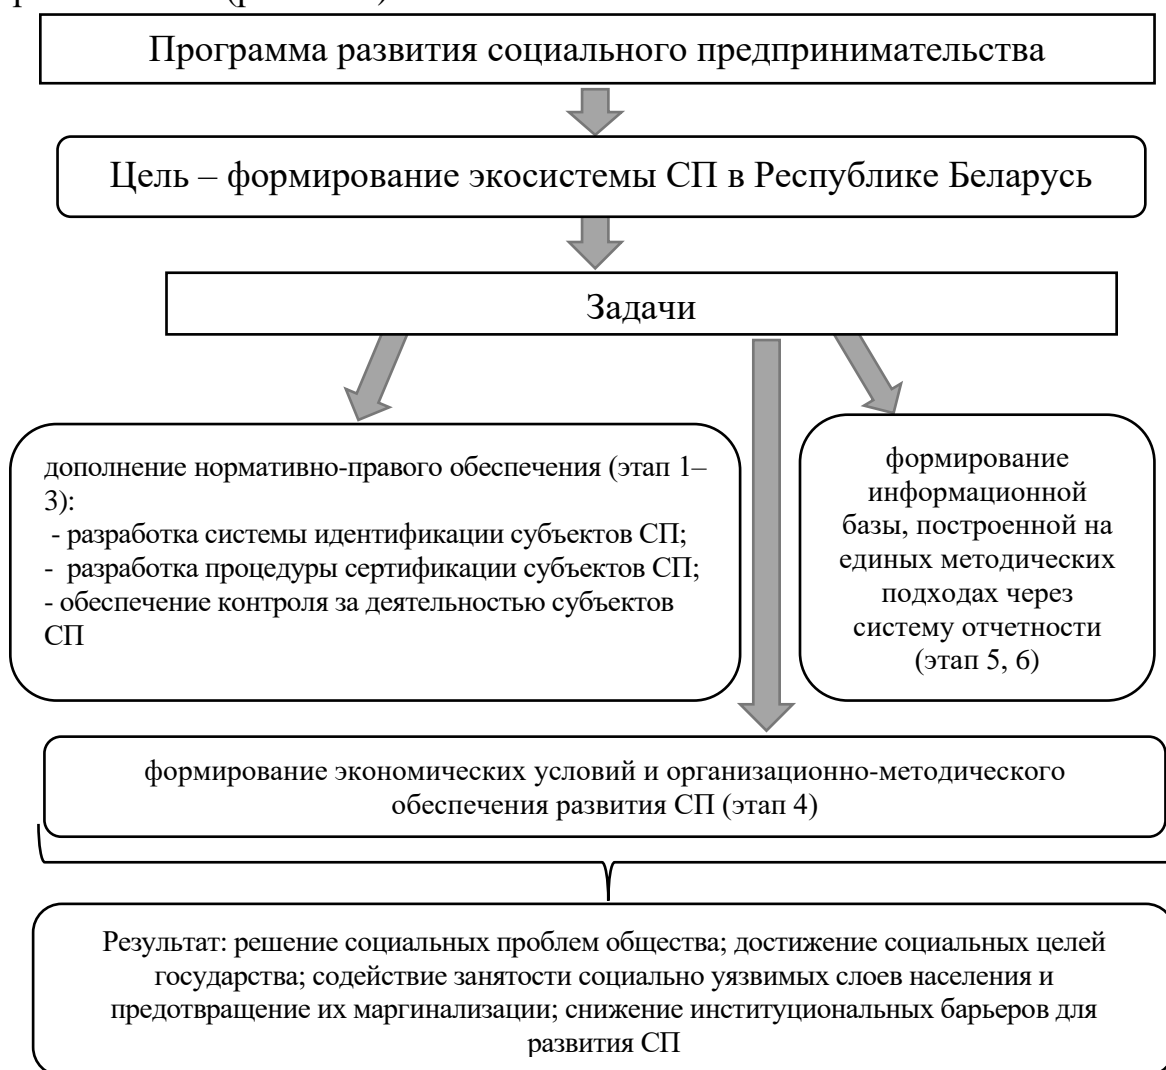 Программа развития социального предпринимательства
Цель – формирование экосистемы СП в Республике Беларусь
Задачи
дополнение нормативно-правого обеспечения (этап 1–
3):
- разработка системы идентификации субъектов СП;
- разработка процедуры сертификации субъектов СП;
- обеспечение контроля за деятельностью субъектов
СП
формирование
информационной
базы, построенной на
единых методических
подходах через
систему отчетности
(этап 5, 6)
формирование экономических условий и организационно-методического
обеспечения развития СП (этап 4)
Результат: решение социальных проблем общества; достижение социальных целей
государства; содействие занятости социально уязвимых слоев населения и
предотвращение их маргинализации; снижение институциональных барьеров для
развития СП